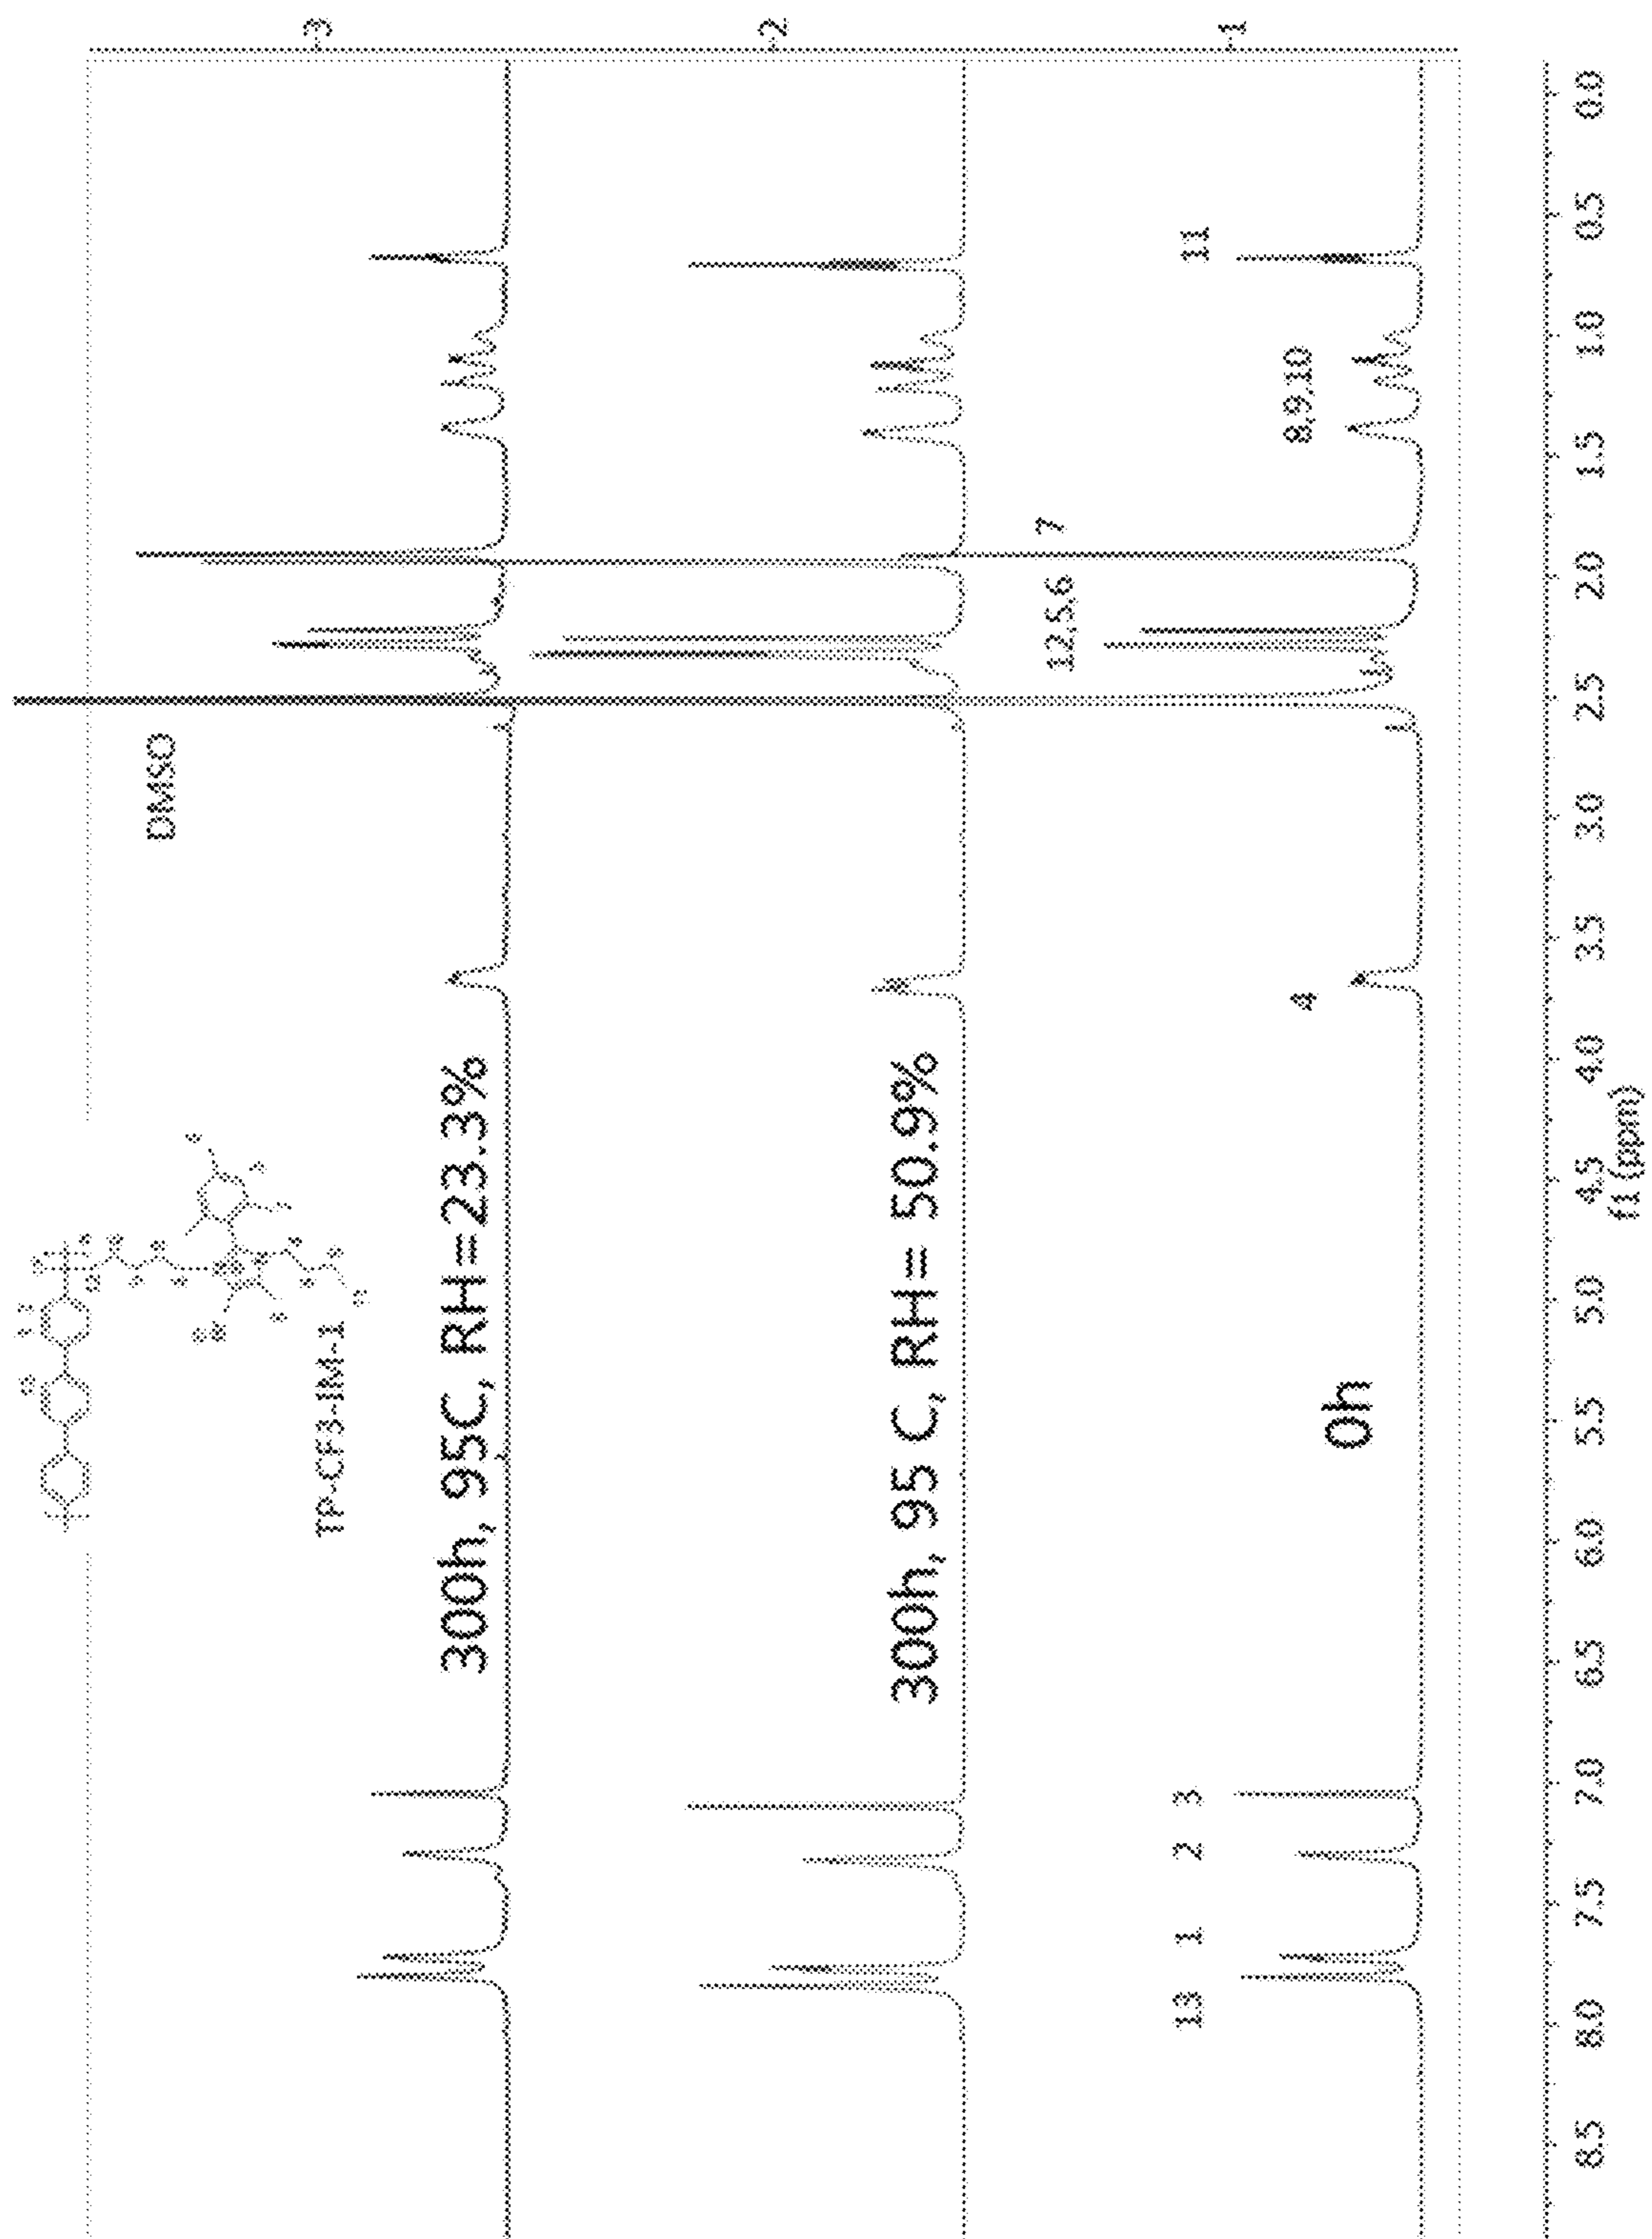 TP-CF3-IM-1
DMSO
3
300h, 95C, RH=23.3%
2
300h, 95 C, RH= 50.9%
1
13
1
2
3
0h
4
12,5,6
7
8,9,10
11
8.5 8.0 7.5 7.0 6.5 6.0 5.5 5.0 4.5 4.0 3.5 3.0 2.5 2.0 1.5 1.0 0.5 0.0
f1 (ppm)